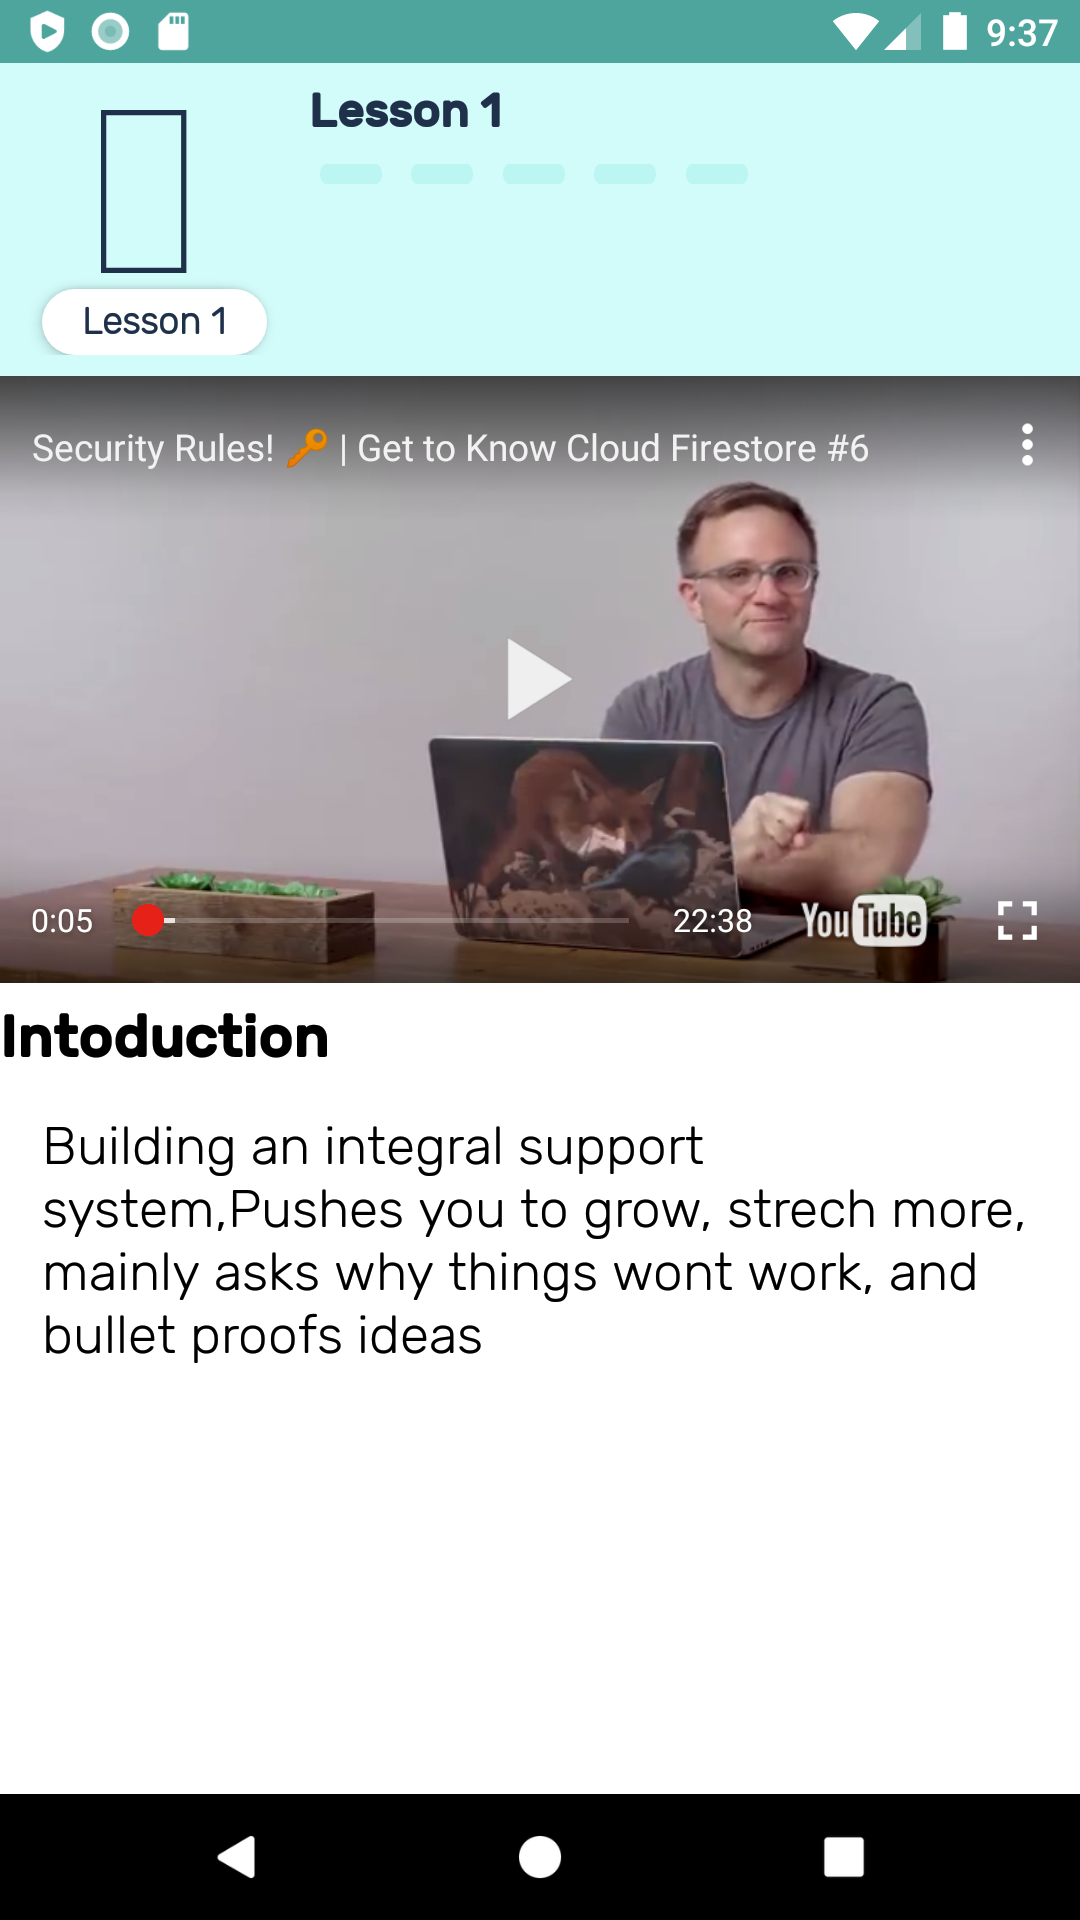 9:37
Lesson 1
Lesson 1
Security Rules! 🔑 | Get to Know Cloud Firestore #6
0:05
22:38
YouTube
Intoduction
Building an integral support
system,Pushes you to grow, strech more,
mainly asks why things wont work, and
bullet proofs ideas